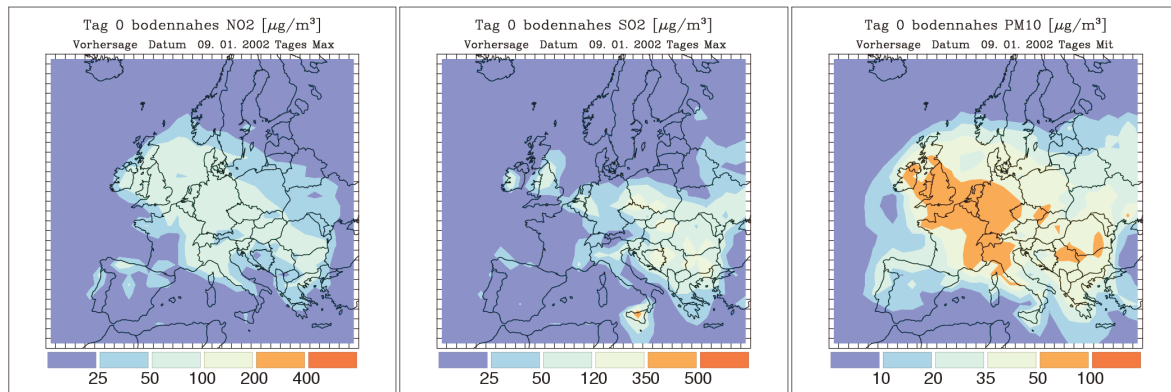 Tag 0 bodennahes NO2 [μg/m³]
Vorhersage Datum 09. 01. 2002 Tages Max
25 50 100 200 400
Tag 0 bodennahes SO2 [μg/m³]
Vorhersage Datum 09. 01. 2002 Tages Max
25 50 120 350 500
Tag 0 bodennahes PM10 [μg/m³]
Vorhersage Datum 09. 01. 2002 Tages Mit
10 20 35 50 100